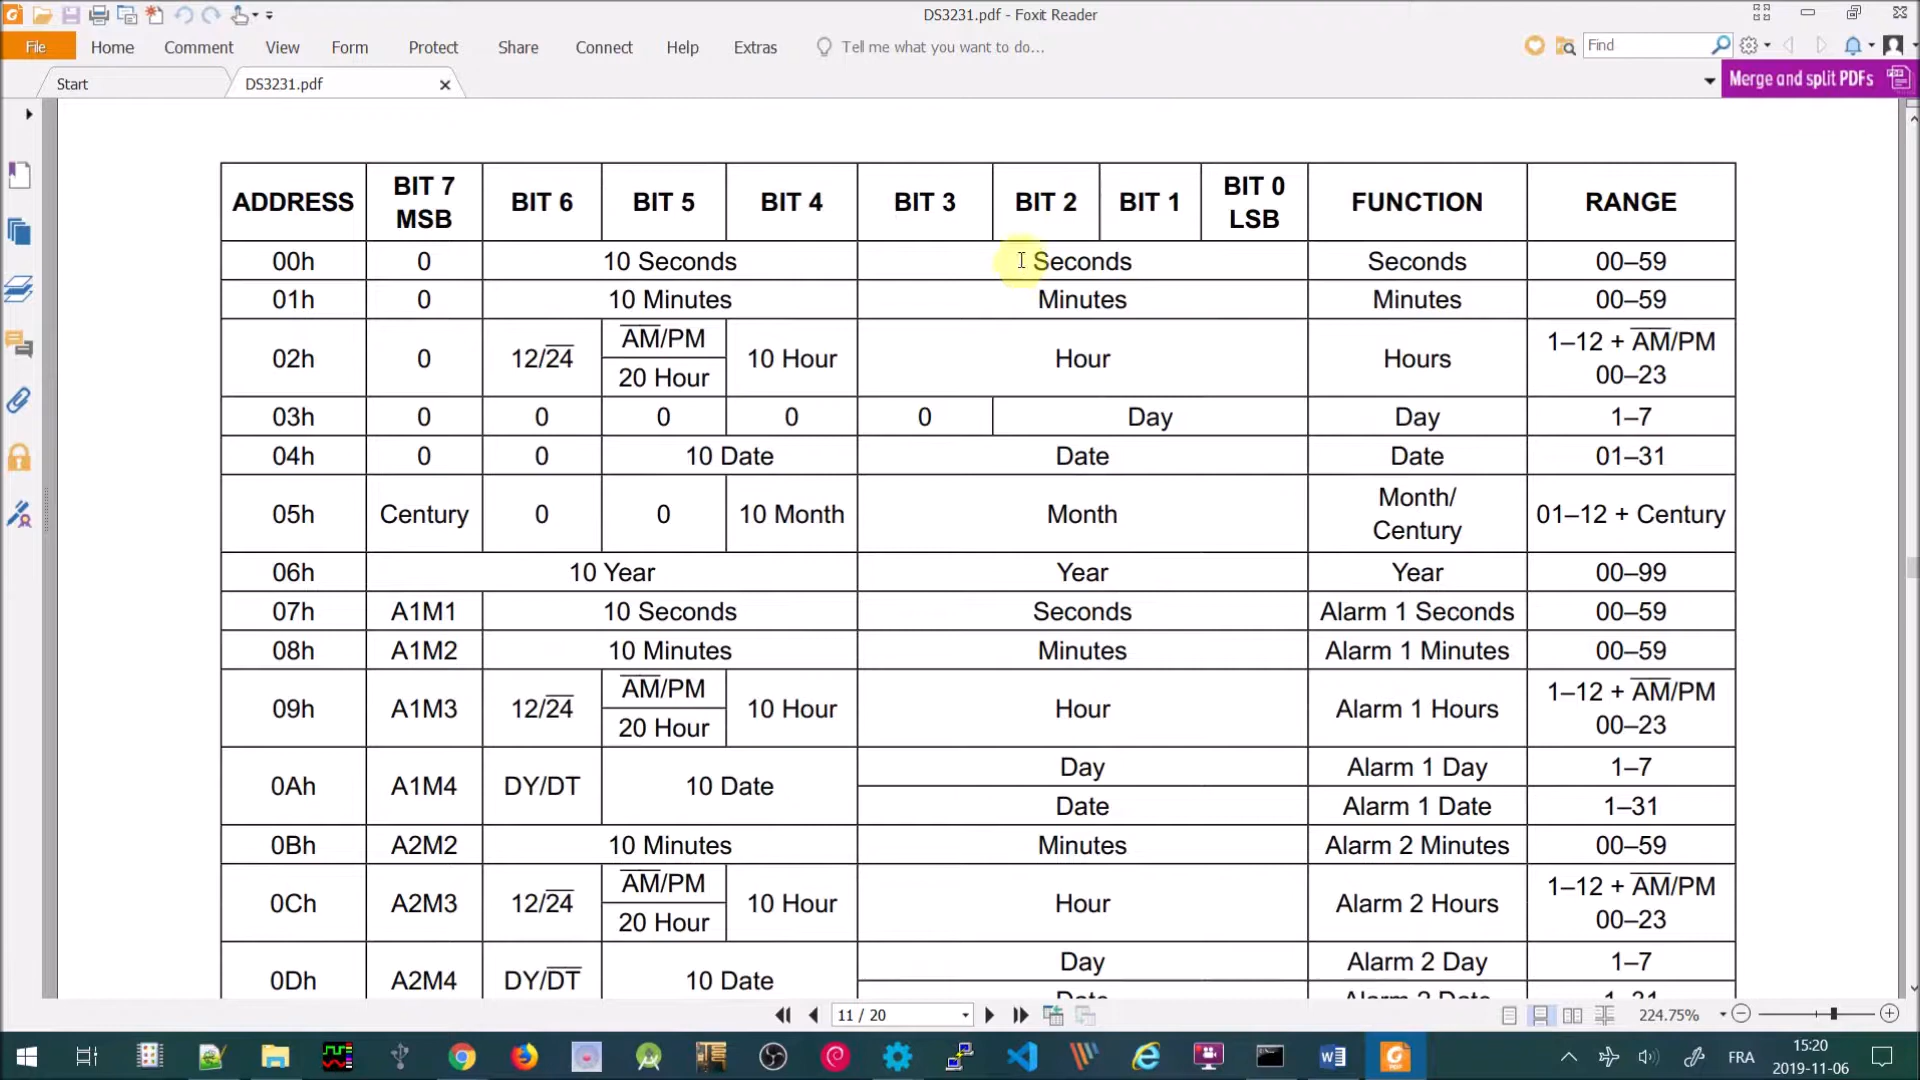 DS3231.pdf - Foxit Reader
File Home Comment View Form Protect Share Connect Help Extras Tell me what you want to do... Find
Start DS3231.pdf Merge and split PDFs
ADDRESS BIT 7 MSB BIT 6 BIT 5 BIT 4 BIT 3 BIT 2 BIT 1 BIT 0 LSB FUNCTION RANGE
00h 0 10 Seconds Seconds Seconds 00–59
01h 0 10 Minutes Minutes Minutes 00–59
02h 0 12/24 AM/PM 20 Hour 10 Hour Hour Hours 1–12 + AM/PM 00–23
03h 0 0 0 0 0 Day Day 1–7
04h 0 0 10 Date Date Date 01–31
05h Century 0 0 10 Month Month Month/ Century 01–12 + Century
06h 10 Year Year Year 00–99
07h A1M1 10 Seconds Seconds Alarm 1 Seconds 00–59
08h A1M2 10 Minutes Minutes Alarm 1 Minutes 00–59
09h A1M3 12/24 AM/PM 20 Hour 10 Hour Hour Alarm 1 Hours 1–12 + AM/PM 00–23
0Ah A1M4 DY/DT 10 Date Day Alarm 1 Day 1–7
Date Alarm 1 Date 1–31
0Bh A2M2 10 Minutes Minutes Alarm 2 Minutes 00–59
0Ch A2M3 12/24 AM/PM 20 Hour 10 Hour Hour Alarm 2 Hours 1–12 + AM/PM 00–23
0Dh A2M4 DY/DT 10 Date Day Alarm 2 Day 1–7
Date Alarm 2 Date 1–31
11 / 20 224.75%
FRA 15:20
2019-11-06